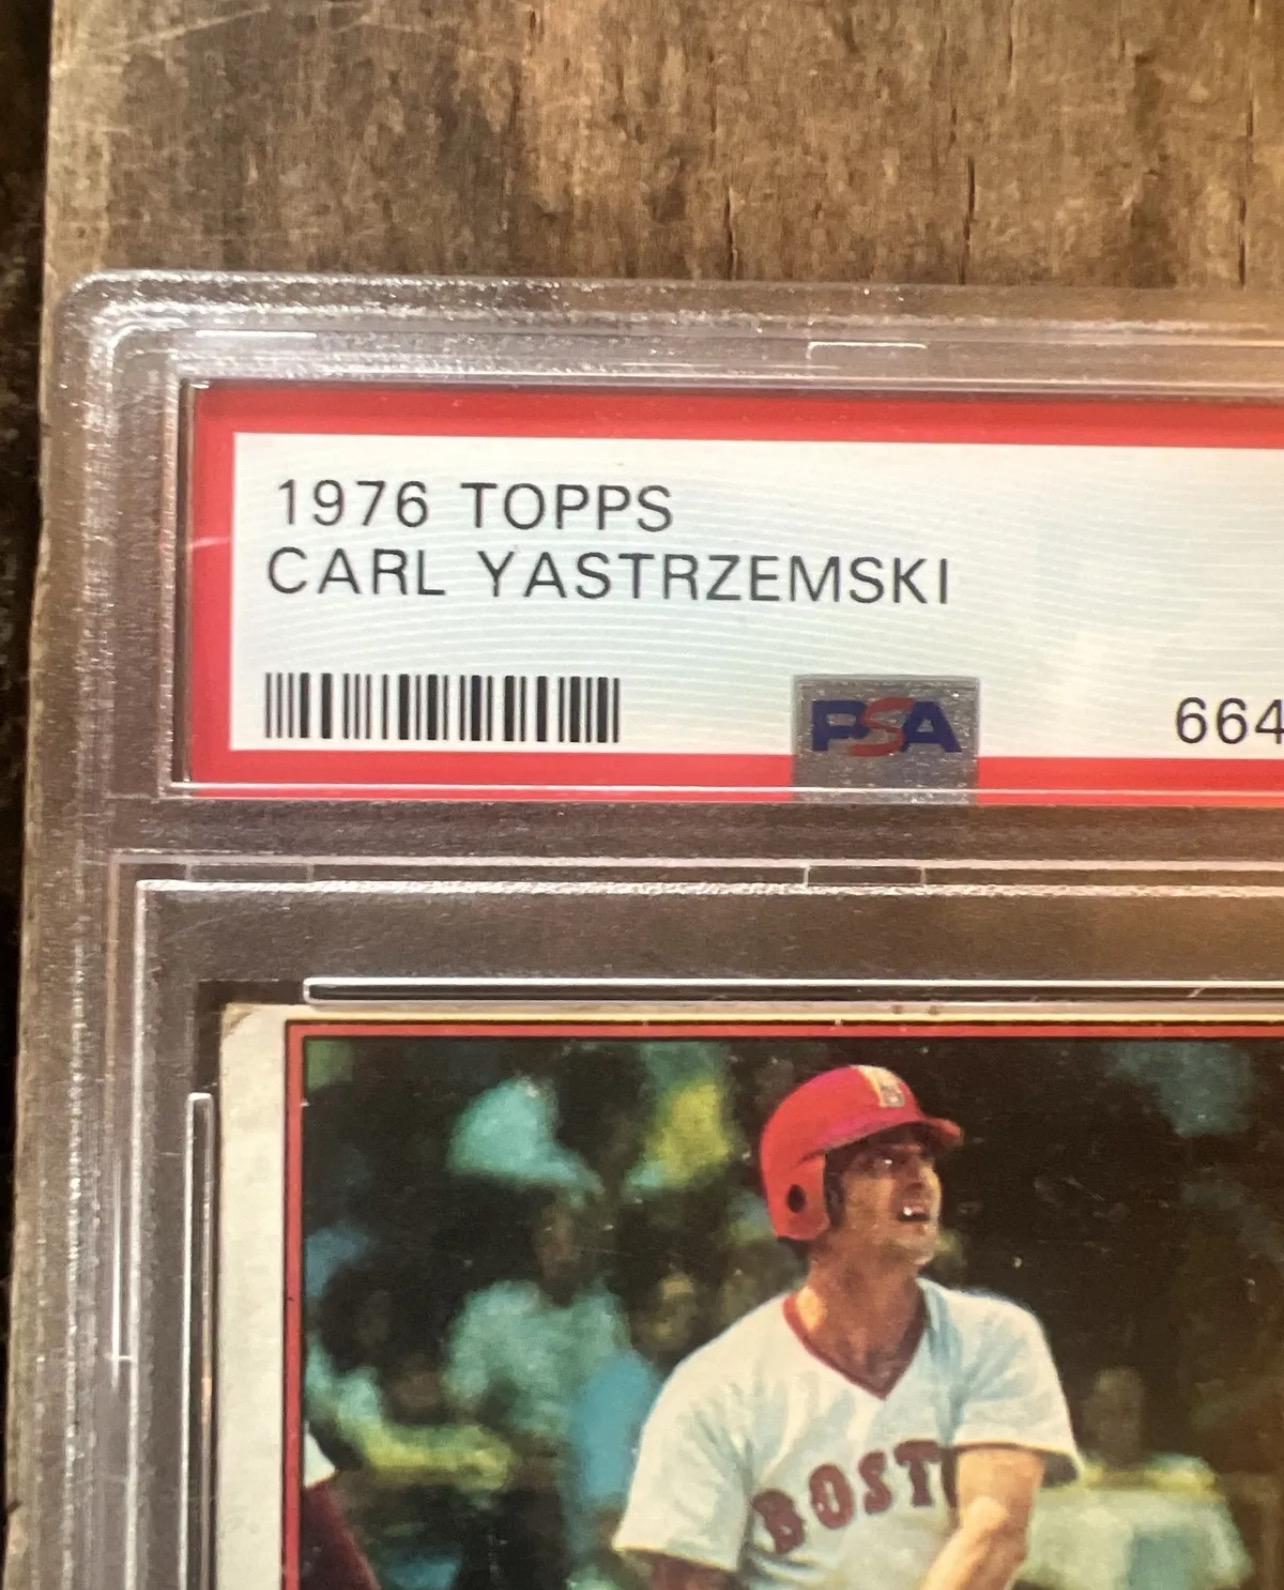 1976 TOPPS
CARL YASTRZEMSKI
PSA
664
BOST